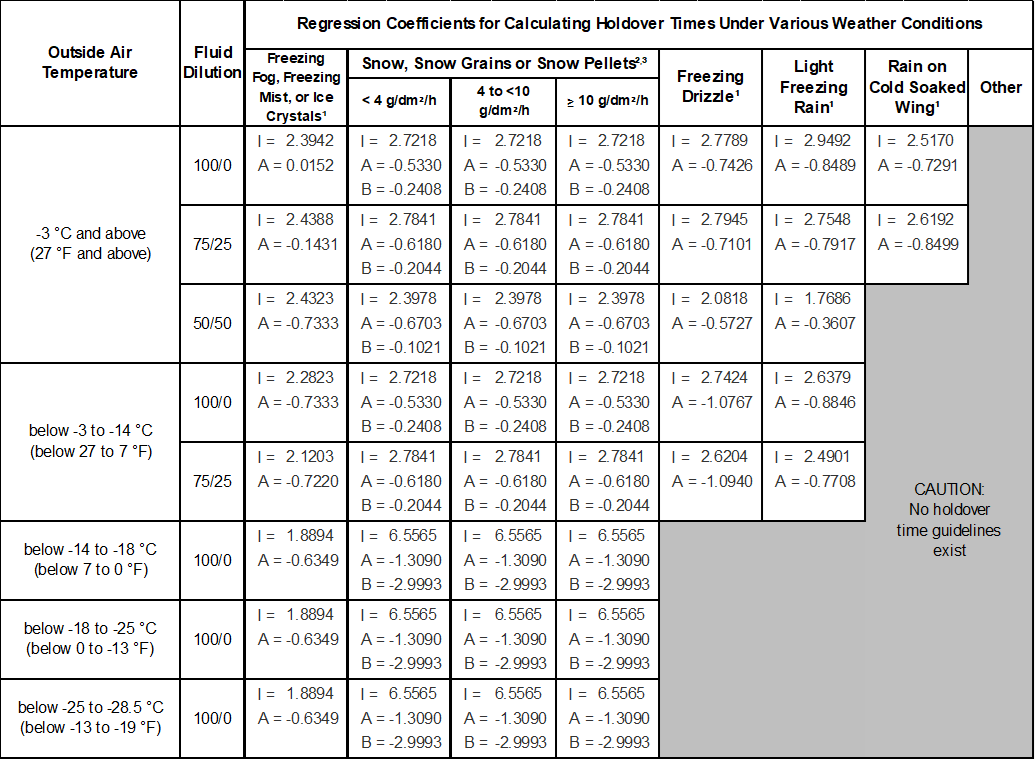 Regression Coefficients for Calculating Holdover Times Under Various Weather Conditions
Outside Air
Temperature
Fluid
Dilution
Freezing
Fog, Freezing
Mist, or Ice
Crystals¹
Snow, Snow Grains or Snow Pellets²,³
< 4 g/dm²/h
4 to <10
g/dm²/h
≥ 10 g/dm²/h
Freezing
Drizzle¹
Light
Freezing
Rain¹
Rain on
Cold Soaked
Wing¹
Other
-3 °C and above
(27 °F and above)
100/0
I = 2.3942 I = 2.7218 I = 2.7218 I = 2.7218 I = 2.7789 I = 2.9492 I = 2.5170
A = 0.0152 A = -0.5330 A = -0.5330 A = -0.5330 A = -0.7426 A = -0.8489 A = -0.7291
B = -0.2408 B = -0.2408 B = -0.2408
75/25
I = 2.4388 I = 2.7841 I = 2.7841 I = 2.7841 I = 2.7945 I = 2.7548 I = 2.6192
A = -0.1431 A = -0.6180 A = -0.6180 A = -0.6180 A = -0.7101 A = -0.7917 A = -0.8499
B = -0.2044 B = -0.2044 B = -0.2044
50/50
I = 2.4323 I = 2.3978 I = 2.3978 I = 2.3978 I = 2.0818 I = 1.7686
A = -0.7333 A = -0.6703 A = -0.6703 A = -0.6703 A = -0.5727 A = -0.3607
B = -0.1021 B = -0.1021 B = -0.1021
below -3 to -14 °C
(below 27 to 7 °F)
100/0
I = 2.2823 I = 2.7218 I = 2.7218 I = 2.7218 I = 2.7424 I = 2.6379
A = -0.7333 A = -0.5330 A = -0.5330 A = -0.5330 A = -1.0767 A = -0.8846
B = -0.2408 B = -0.2408 B = -0.2408
75/25
I = 2.1203 I = 2.7841 I = 2.7841 I = 2.7841 I = 2.6204 I = 2.4901
A = -0.7220 A = -0.6180 A = -0.6180 A = -0.6180 A = -1.0940 A = -0.7708
B = -0.2044 B = -0.2044 B = -0.2044
CAUTION:
No holdover
time guidelines
exist
below -14 to -18 °C
(below 7 to 0 °F)
100/0
I = 1.8894 I = 6.5565 I = 6.5565 I = 6.5565
A = -0.6349 A = -1.3090 A = -1.3090 A = -1.3090
B = -2.9993 B = -2.9993 B = -2.9993
below -18 to -25 °C
(below 0 to -13 °F)
100/0
I = 1.8894 I = 6.5565 I = 6.5565 I = 6.5565
A = -0.6349 A = -1.3090 A = -1.3090 A = -1.3090
B = -2.9993 B = -2.9993 B = -2.9993
below -25 to -28.5 °C
(below -13 to -19 °F)
100/0
I = 1.8894 I = 6.5565 I = 6.5565 I = 6.5565
A = -0.6349 A = -1.3090 A = -1.3090 A = -1.3090
B = -2.9993 B = -2.9993 B = -2.9993